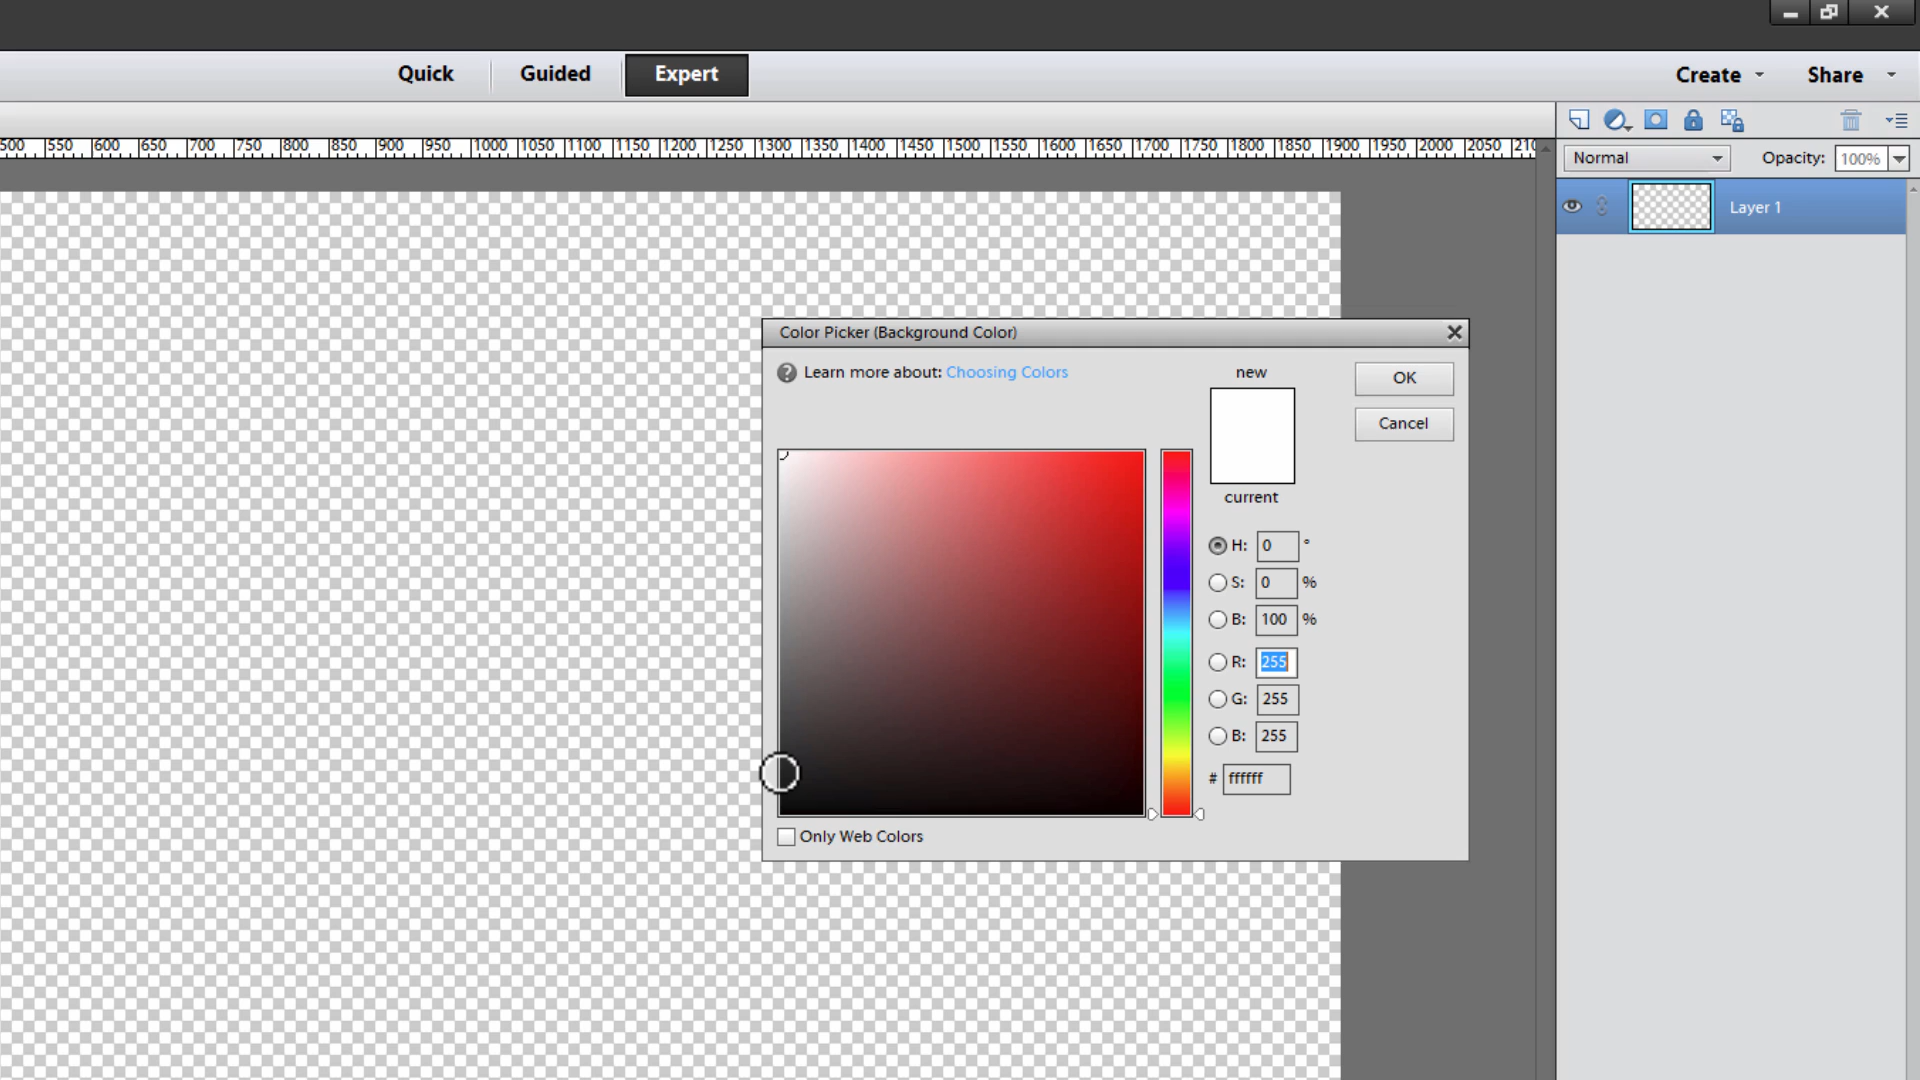 Quick Guided Expert Create Share
500 550 600 650 700 750 800 850 900 950 1000 1050 1100 1150 1200 1250 1300 1350 1400 1450 1500 1550 1600 1650 1700 1750 1800 1850 1900 1950 2000 2050 210
Normal Opacity: 100%
Layer 1
Color Picker (Background Color)
Learn more about: Choosing Colors
new
OK
Cancel
current
H: 0 °
S: 0 %
B: 100 %
R: 255
G: 255
B: 255
# ffffff
Only Web Colors